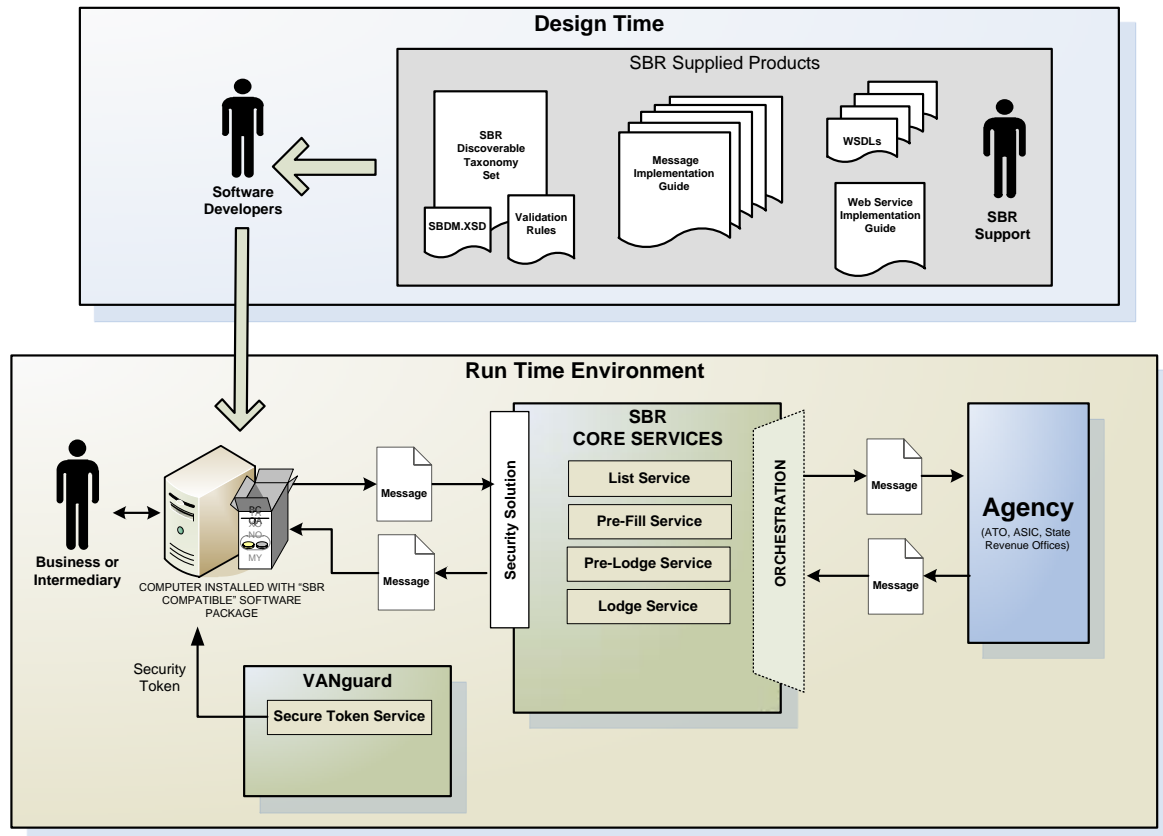 Design Time
SBR Supplied Products
Software
Developers
SBR
Discoverable
Taxonomy
Set
SBDM.XSD
Validation
Rules
Message
Implementation
Guide
WSDLs
Web Service
Implementation
Guide
SBR
Support
Run Time Environment
Business or
Intermediary
COMPUTER INSTALLED WITH “SBR
COMPATIBLE” SOFTWARE
PACKAGE
NO
MY
Message
Message
Security Solution
SBR
CORE SERVICES
List Service
Pre-Fill Service
Pre-Lodge Service
Lodge Service
ORCHESTRATION
Message
Message
Agency
(ATO, ASIC, State
Revenue Offices)
Security
Token
VANguard
Secure Token Service